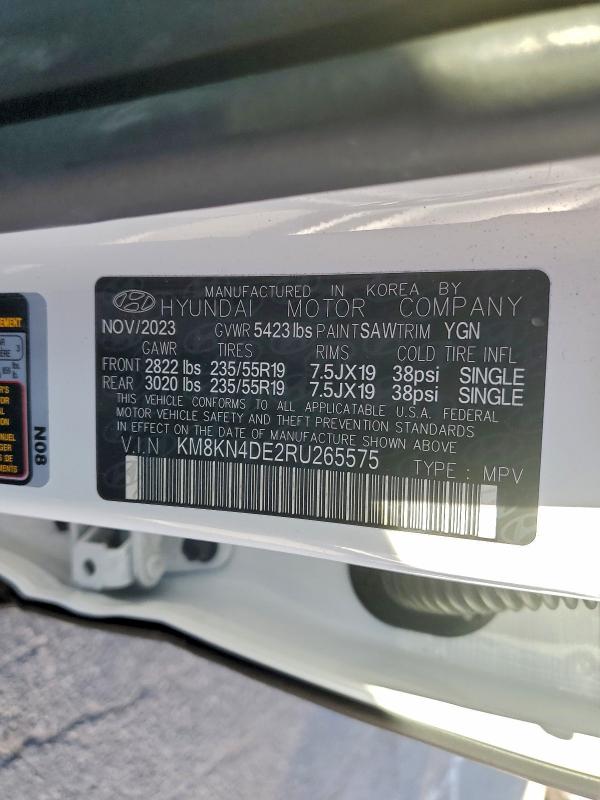 MANUFACTURED IN KOREA BY
HYUNDAI MOTOR COMPANY
NOV/2023 GVWR 5423 lbs PAINT SAW TRIM YGN
GAWR TIRES RIMS COLD TIRE INFL
FRONT 2822 lbs 235/55R19 7.5JX19 38psi SINGLE
REAR 3020 lbs 235/55R19 7.5JX19 38psi SINGLE
THIS VEHICLE CONFORMS TO ALL APPLICABLE U.S.A. FEDERAL
MOTOR VEHICLE SAFETY AND THEFT PREVENTION STANDARDS
IN EFFECT ON THE DATE OF MANUFACTURE SHOWN ABOVE
V.I.N KM8KN4DE2RU265575
TYPE : MPV
N08